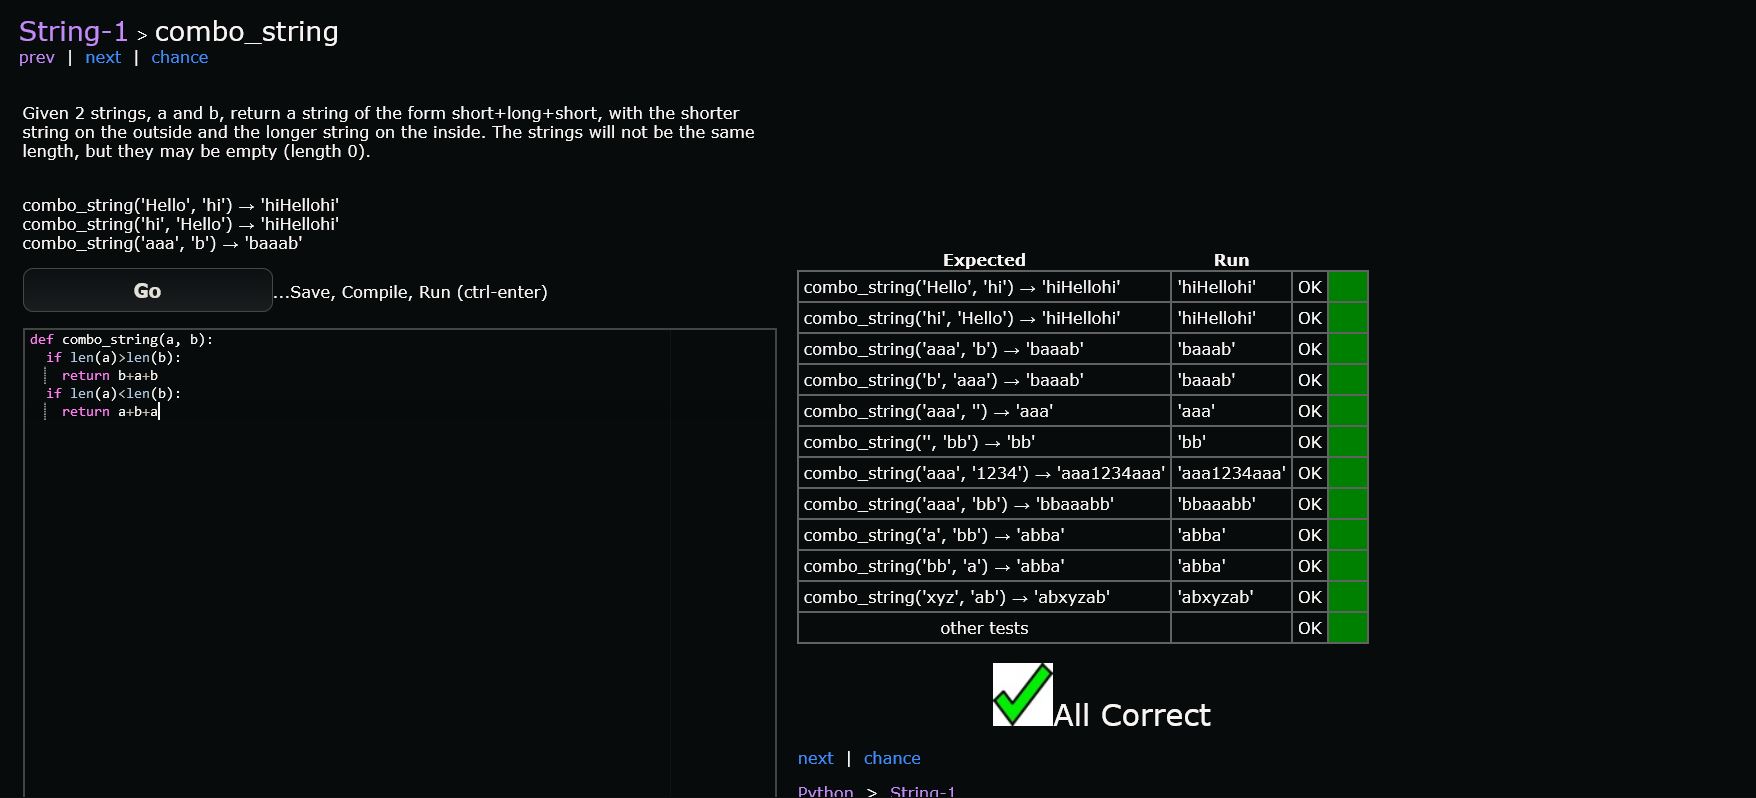 String-1 > combo_string
prev | next | chance
Given 2 strings, a and b, return a string of the form short+long+short, with the shorter
string on the outside and the longer string on the inside. The strings will not be the same
length, but they may be empty (length 0).
combo_string('Hello', 'hi') → 'hiHellohi'
combo_string('hi', 'Hello') → 'hiHellohi'
combo_string('aaa', 'b') → 'baaab'
Go ...Save, Compile, Run (ctrl-enter)
def combo_string(a, b):
  if len(a)>len(b):
    return b+a+b
  if len(a)<len(b):
    return a+b+a
Expected Run
combo_string('Hello', 'hi') → 'hiHellohi' 'hiHellohi' OK
combo_string('hi', 'Hello') → 'hiHellohi' 'hiHellohi' OK
combo_string('aaa', 'b') → 'baaab' 'baaab' OK
combo_string('b', 'aaa') → 'baaab' 'baaab' OK
combo_string('aaa', '') → 'aaa' 'aaa' OK
combo_string('', 'bb') → 'bb' 'bb' OK
combo_string('aaa', '1234') → 'aaa1234aaa' 'aaa1234aaa' OK
combo_string('aaa', 'bb') → 'bbaaabb' 'bbaaabb' OK
combo_string('a', 'bb') → 'abba' 'abba' OK
combo_string('bb', 'a') → 'abba' 'abba' OK
combo_string('xyz', 'ab') → 'abxyzab' 'abxyzab' OK
other tests OK
All Correct
next | chance
Python > String-1